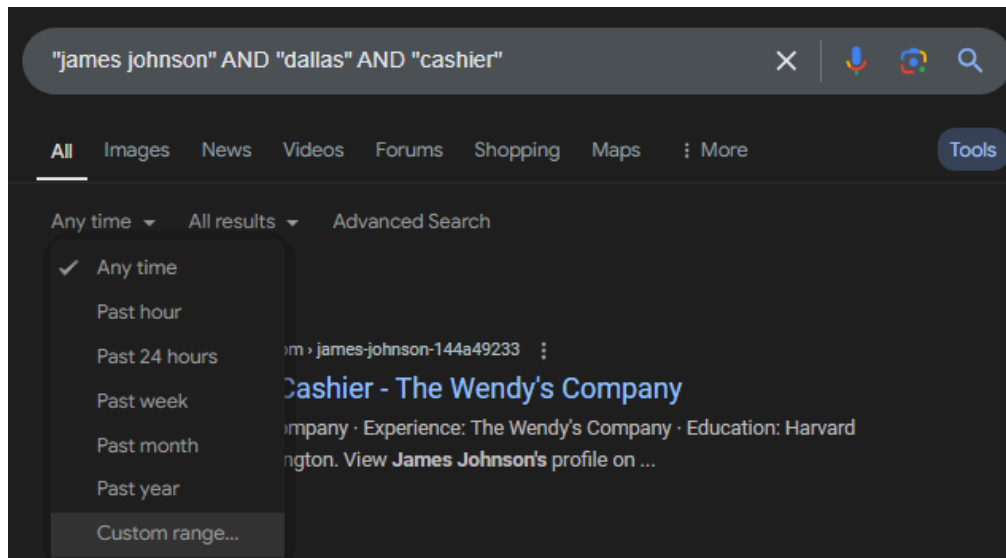 "james johnson" AND "dallas" AND "cashier"
All Images News Videos Forums Shopping Maps More Tools
Any time All results Advanced Search
Any time
Past hour
Past 24 hours
om › james-johnson-144a49233
Cashier - The Wendy's Company
Past week
ompany · Experience: The Wendy's Company · Education: Harvard
Past month
ngton. View James Johnson's profile on ...
Past year
Custom range...